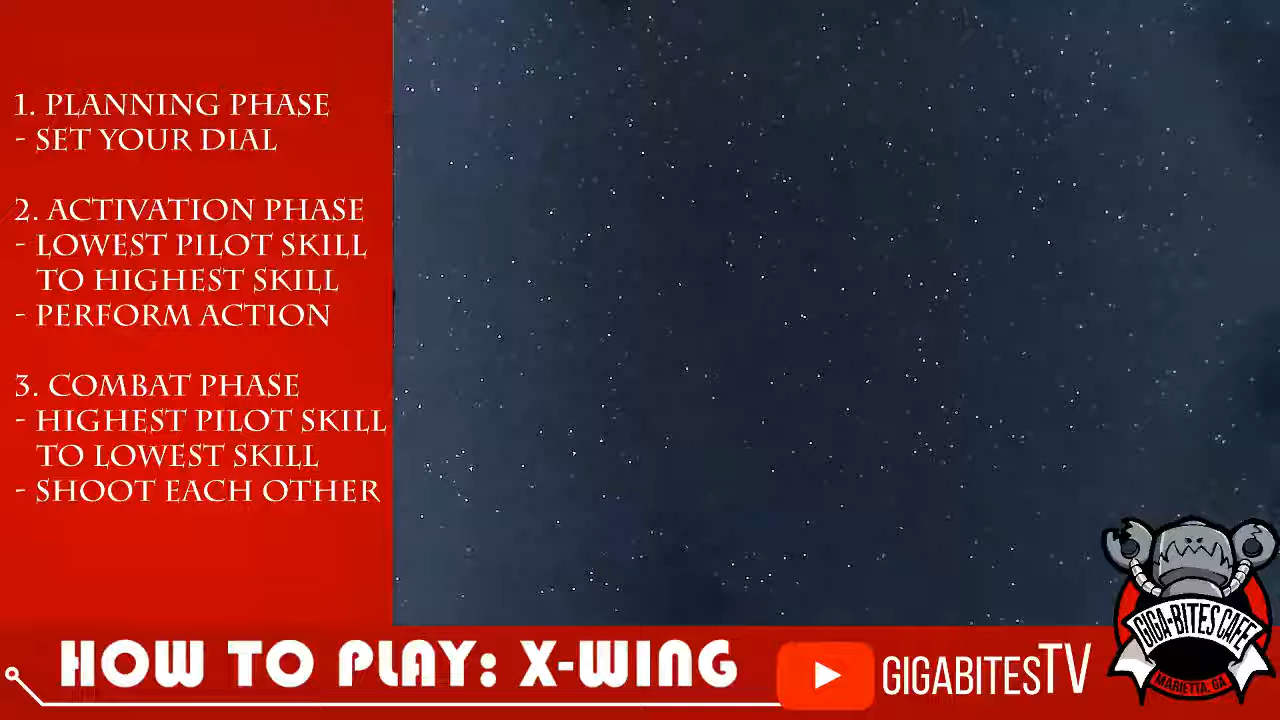 1. PLANNING PHASE
- SET YOUR DIAL
2. ACTIVATION PHASE
- LOWEST PILOT SKILL
TO HIGHEST SKILL
- PERFORM ACTION
3. COMBAT PHASE
- HIGHEST PILOT SKILL
TO LOWEST SKILL
- SHOOT EACH OTHER
HOW TO PLAY: X-WING
GIGABITESTV
GIGA-BITES CAFE
MARIETTA, GA